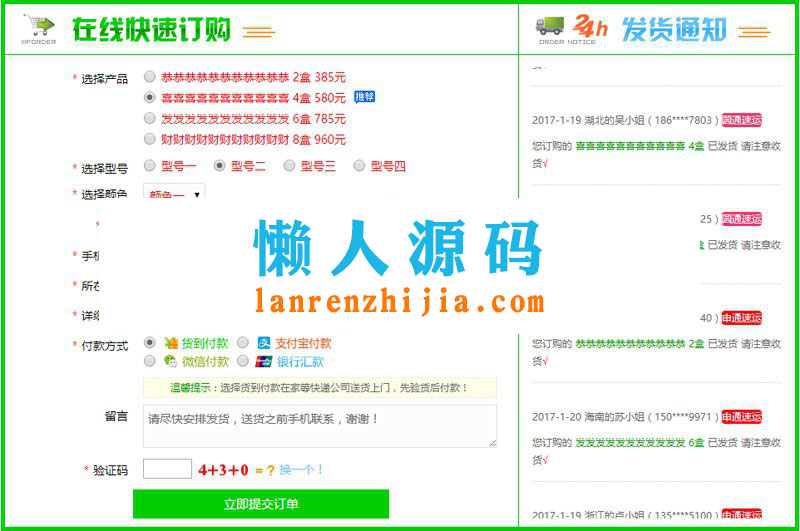 在线快速订购
ORDER
* 选择产品
恭恭恭恭恭恭恭恭恭恭恭 2盒 385元
喜喜喜喜喜喜喜喜喜喜喜 4盒 580元 推荐
发发发发发发发发发发发 6盒 785元
财财财财财财财财财财财 8盒 960元
* 选择型号 型号一 型号二 型号三 型号四
* 选择颜色 颜色一
*
* 手机
* 所在
* 详细
* 付款方式 货到付款 支付宝付款
微信付款 银行汇款
温馨提示：选择货到付款在家等快递公司送货上门，先验货后付款！
留言 请尽快安排发货，送货之前手机联系，谢谢！
* 验证码 4+3+0 = ? 换一个！
立即提交订单
24h 发货通知
ORDER NOTICE
2017-1-19 湖北的吴小姐（186****7803）圆通速运
您订购的 喜喜喜喜喜喜喜喜喜喜喜 4盒 已发货 请注意收
货√
25）圆通速运
盒 已发货 请注意收
40）申通速运
您订购的 恭恭恭恭恭恭恭恭恭恭恭 2盒 已发货 请注意收
货√
2017-1-20 海南的苏小姐（150****9971）申通速运
您订购的 发发发发发发发发发发发 6盒 已发货 请注意收
货√
2017-1-19 浙江的卢小姐（135****5100）申通速运
懒人源码
lanrenzhijia.com